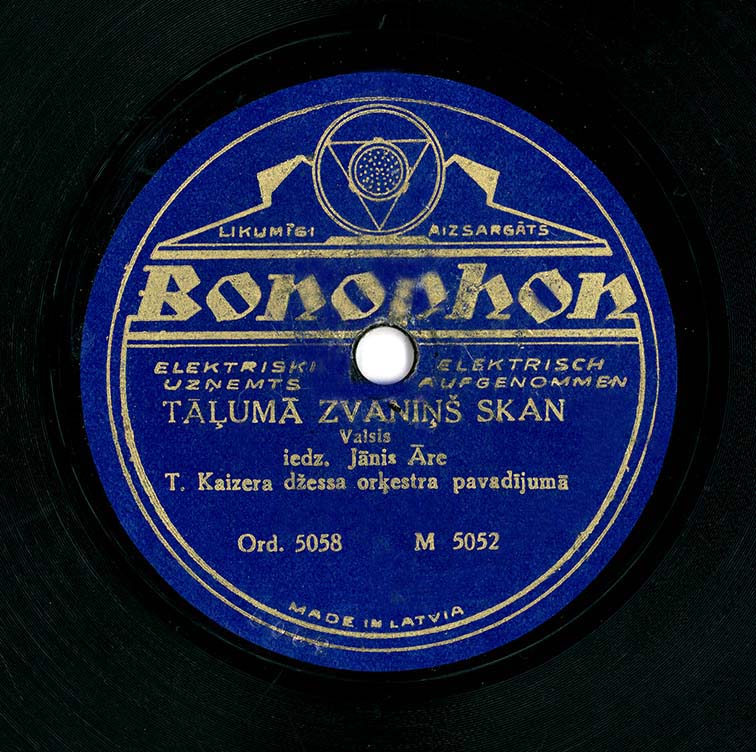 LIKUMĪGI AIZSARGĀTS
Bonophon
ELEKTRISKI ELEKTRISCH
UZŅEMTS AUFGENOMMEN
TĀĻUMĀ ZVANIŅŠ SKAN
Valsis
iedz. Jānis Āre
T. Kaizera džessa orķestra pavadījumā
Ord. 5058 M 5052
MADE IN LATVIA